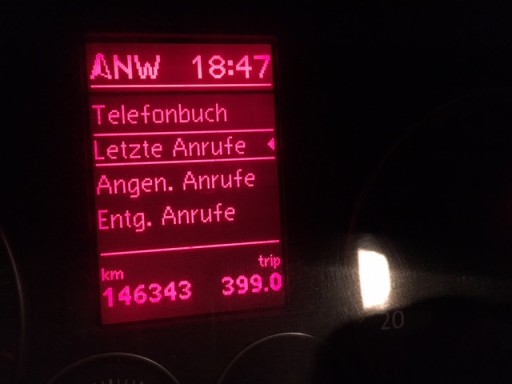 ANW 18:47
Telefonbuch
Letzte Anrufe
Angen. Anrufe
Entg. Anrufe
km trip
146343 399.0
20